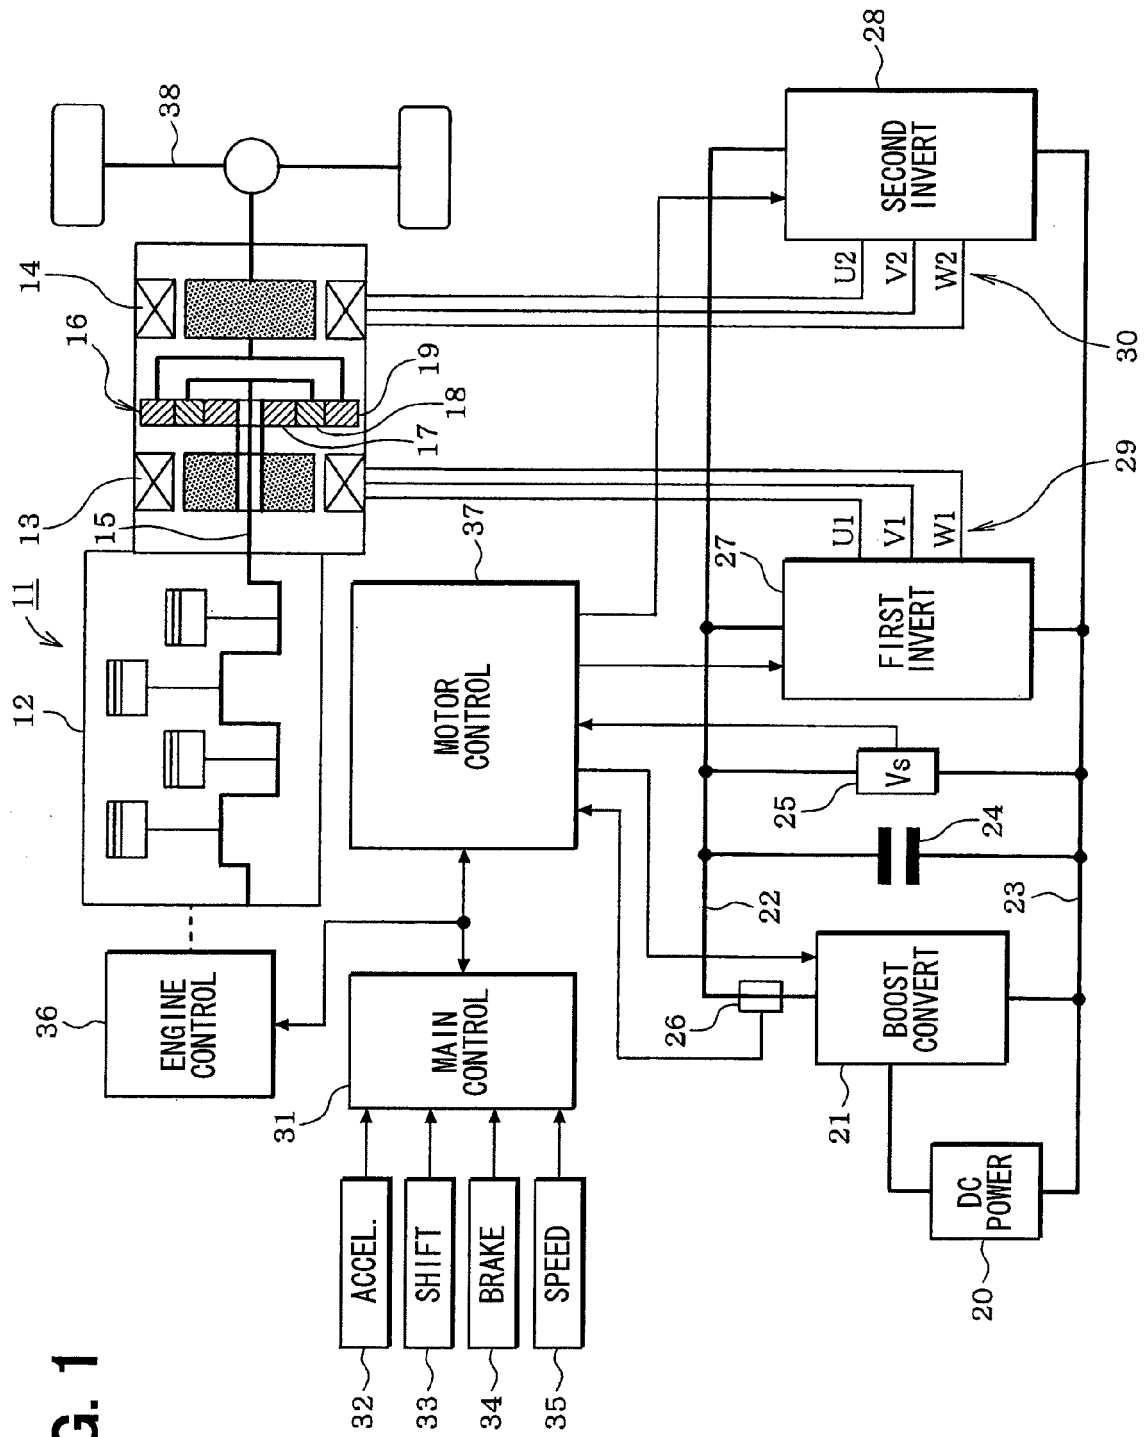 G. 1
11
12
13
14
15
16
17
18
19
38
36
ENGINE
CONTROL
37
MOTOR
CONTROL
31
MAIN
CONTROL
32
ACCEL.
33
SHIFT
34
BRAKE
35
SPEED
20
DC
POWER
21
BOOST
CONVERT
22
23
24
25
Vs
26
27
FIRST
INVERT
U1
V1
W1
29
28
SECOND
INVERT
U2
V2
W2
30